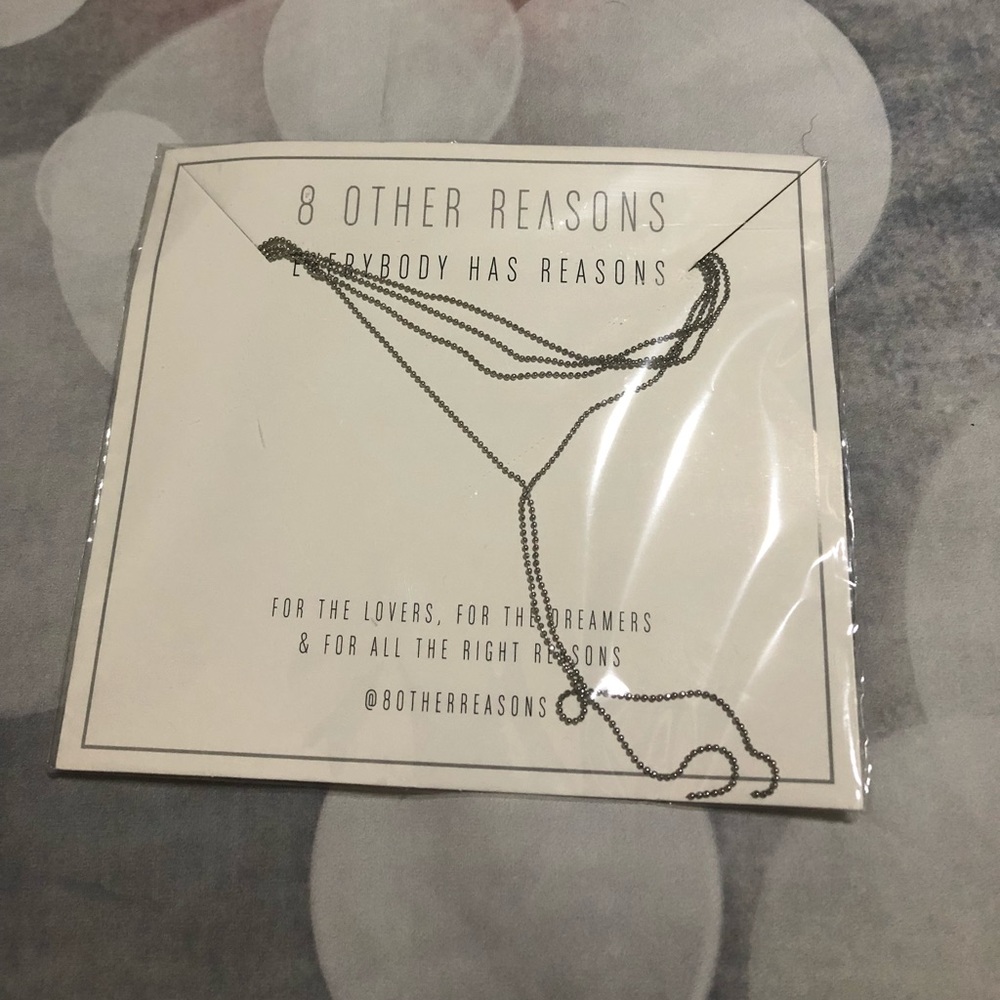 8 OTHER REASONS
EVERYBODY HAS REASONS
FOR THE LOVERS, FOR THE DREAMERS
& FOR ALL THE RIGHT REASONS
@8OTHERREASONS